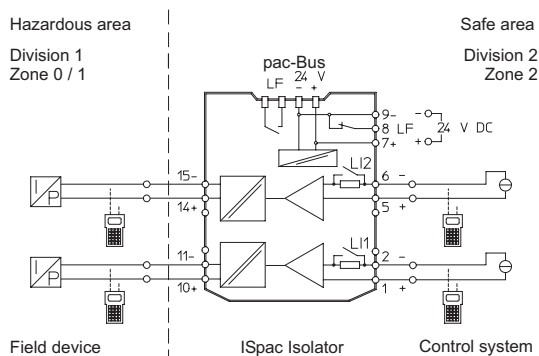 Hazardous area
Safe area
Division 1
Zone 0 / 1
Division 2
Zone 2
pac-Bus
LF 24 V
- +
9- -
8 LF 24 V DC
7+ +
LI2
15- 6 -
14+ 5 +
I P
LI1
11- 2 -
10+ 1 +
I P
Field device ISpac Isolator Control system